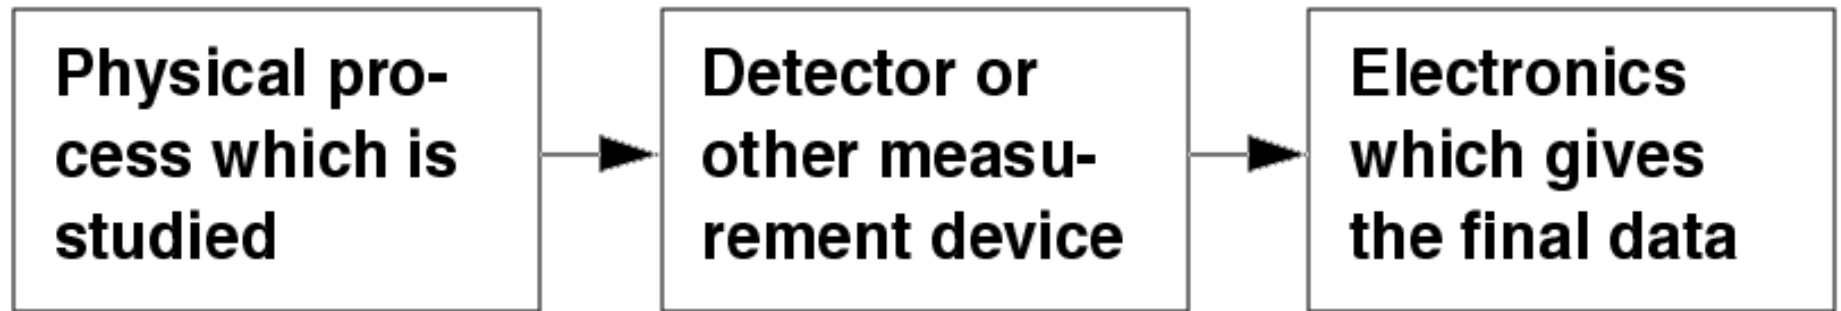 Physical pro-
cess which is
studied
Detector or
other measu-
rement device
Electronics
which gives
the final data